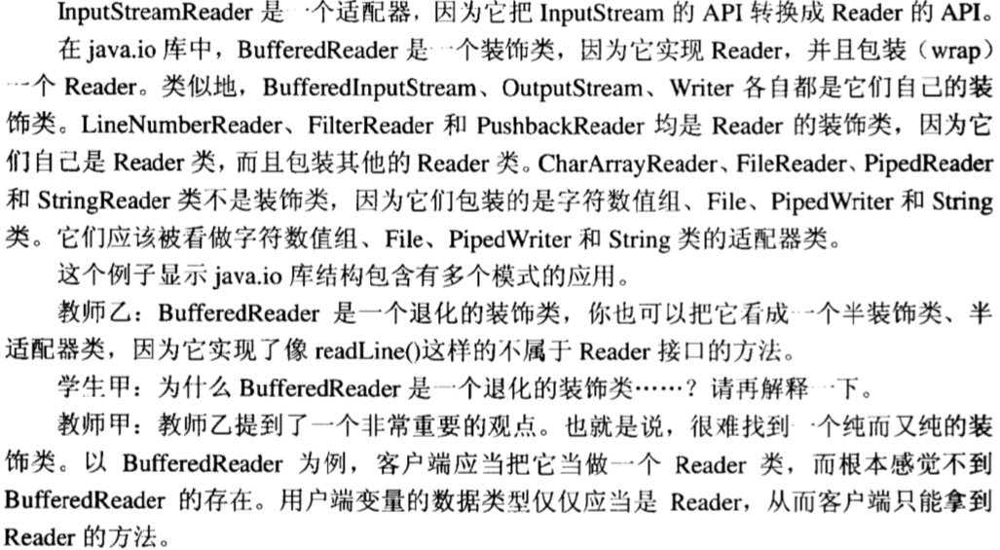 InputStreamReader 是一个适配器，因为它把 InputStream 的 API 转换成 Reader 的 API。
在 java.io 库中，BufferedReader 是一个装饰类，因为它实现 Reader，并且包装（wrap）
一个 Reader。类似地，BufferedInputStream、OutputStream、Writer 各自都是它们自己的装
饰类。LineNumberReader、FilterReader 和 PushbackReader 均是 Reader 的装饰类，因为它
们自己是 Reader 类，而且包装其他的 Reader 类。CharArrayReader、FileReader、PipedReader
和 StringReader 类不是装饰类，因为它们包装的是字符数值组、File、PipedWriter 和 String
类。它们应该被看做字符数值组、File、PipedWriter 和 String 类的适配器类。
这个例子显示 java.io 库结构包含有多个模式的应用。
教师乙：BufferedReader 是一个退化的装饰类，你也可以把它看成一个半装饰类、半
适配器类，因为它实现了像 readLine()这样的不属于 Reader 接口的方法。
学生甲：为什么 BufferedReader 是一个退化的装饰类……？请再解释一下。
教师甲：教师乙提到了一个非常重要的观点。也就是说，很难找到一个纯而又纯的装
饰类。以 BufferedReader 为例，客户端应当把它当做一个 Reader 类，而根本感觉不到
BufferedReader 的存在。用户端变量的数据类型仅仅应当是 Reader，从而客户端只能拿到
Reader 的方法。